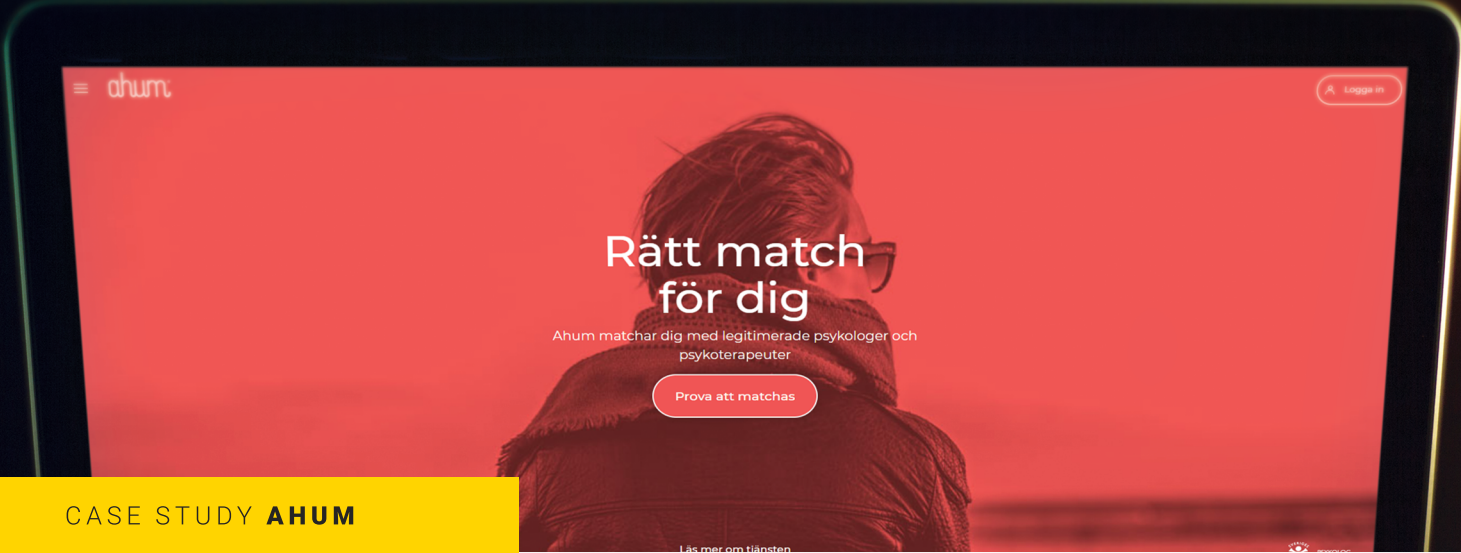 ahum
Logga in
Rätt match
för dig
Ahum matchar dig med legitimerade psykologer och
psykoterapeuter
Prova att matchas
CASE STUDY AHUM
Läs mer om tjänsten